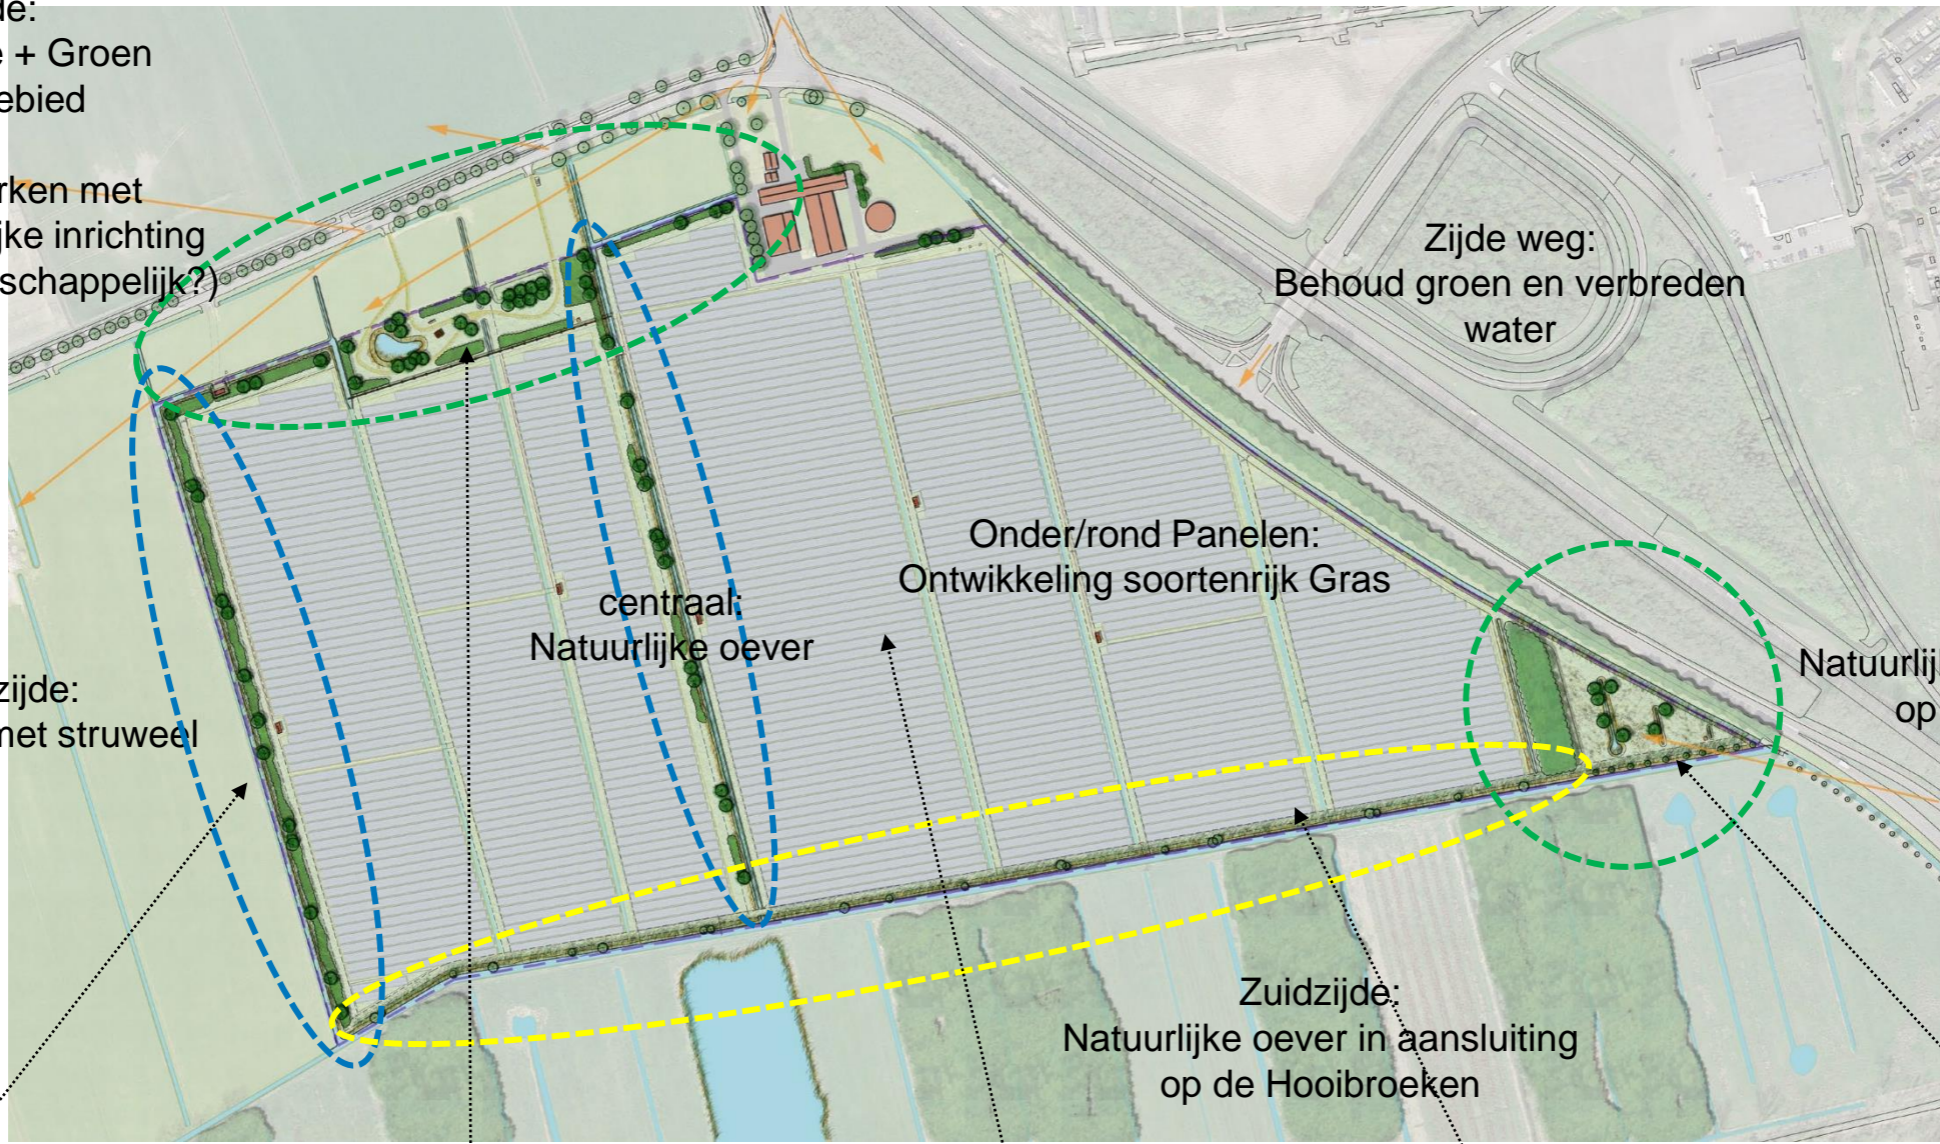 de:
e + Groen
ebied
rken met
jke inrichting
schappelijk?)
Zijde weg:
Behoud groen en verbreden
water
Onder/rond Panelen:
Ontwikkeling soortenrijk Gras
centraal:
Natuurlijke oever
zijde:
met struweel
Natuurlij
op
Zuidzijde:
Natuurlijke oever in aansluiting
op de Hooibroeken